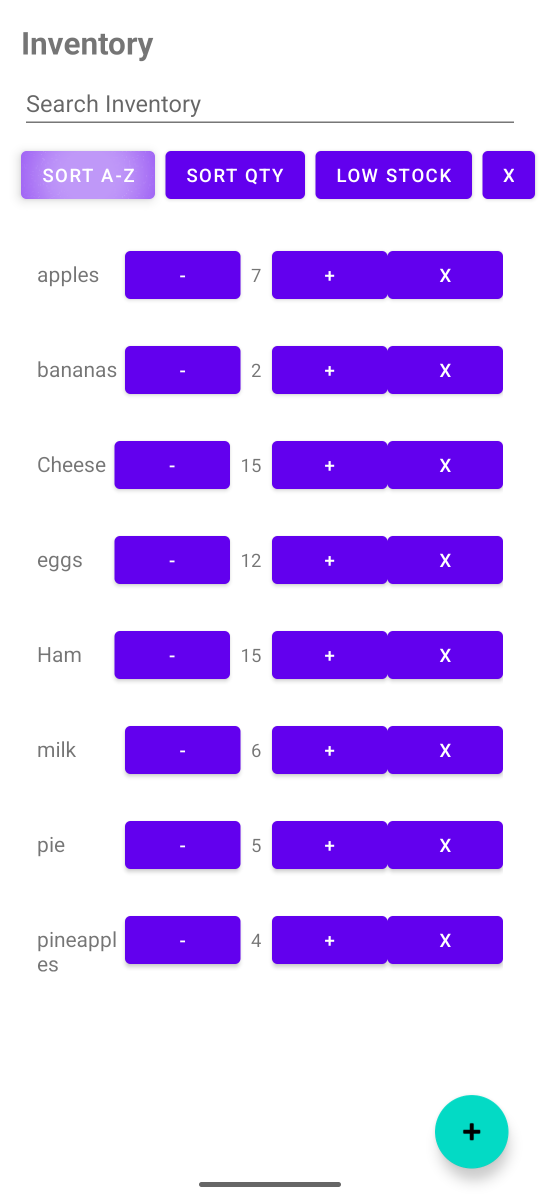 Inventory
Search Inventory
SORT A-Z SORT QTY LOW STOCK X
apples - 7 + X
bananas - 2 + X
Cheese - 15 + X
eggs - 12 + X
Ham - 15 + X
milk - 6 + X
pie - 5 + X
pineappl - 4 + X
es
+